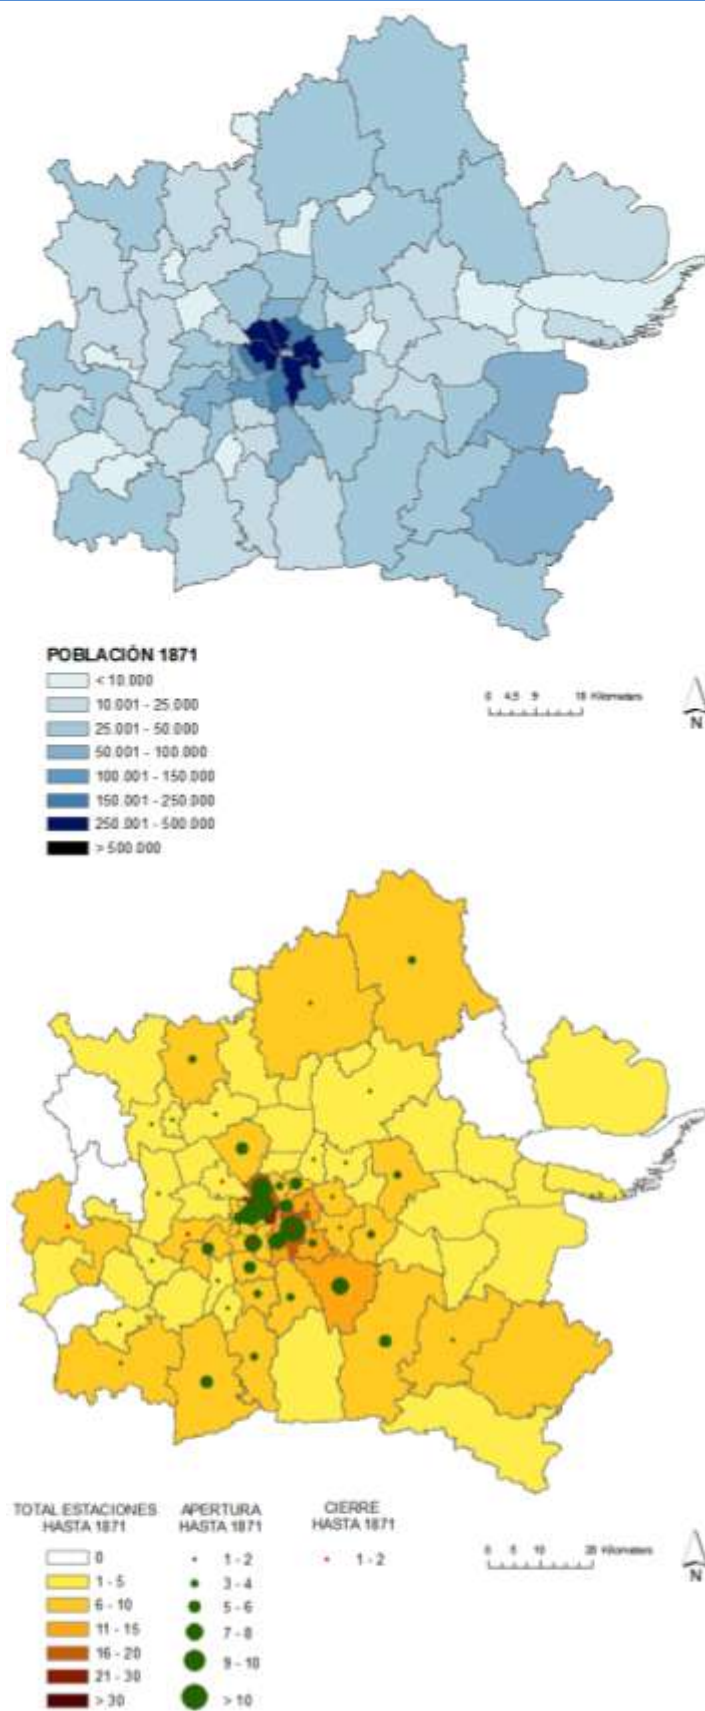 POBLACIÓN 1871
< 10.000
10.001 - 25.000
25.001 - 50.000
50.001 - 100.000
100.001 - 150.000
150.001 - 250.000
250.001 - 500.000
> 500.000
0 4,5 9 18 Kilometers
N
TOTAL ESTACIONES HASTA 1871
0
1 - 5
6 - 10
11 - 15
16 - 20
21 - 30
> 30
APERTURA HASTA 1871
1 - 2
3 - 4
5 - 6
7 - 8
9 - 10
> 10
CIERRE HASTA 1871
1 - 2
0 5 10 20 Kilometers
N